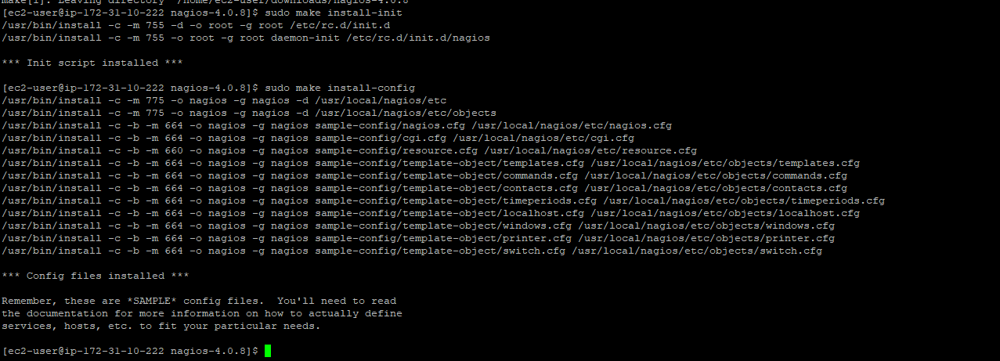 make[1]: Leaving directory `/home/ec2-user/downloads/nagios-4.0.8'
[ec2-user@ip-172-31-10-222 nagios-4.0.8]$ sudo make install-init
/usr/bin/install -c -m 755 -d -o root -g root /etc/rc.d/init.d
/usr/bin/install -c -m 755 -o root -g root daemon-init /etc/rc.d/init.d/nagios
*** Init script installed ***
[ec2-user@ip-172-31-10-222 nagios-4.0.8]$ sudo make install-config
/usr/bin/install -c -m 775 -o nagios -g nagios -d /usr/local/nagios/etc
/usr/bin/install -c -m 775 -o nagios -g nagios -d /usr/local/nagios/etc/objects
/usr/bin/install -c -b -m 664 -o nagios -g nagios sample-config/nagios.cfg /usr/local/nagios/etc/nagios.cfg
/usr/bin/install -c -b -m 664 -o nagios -g nagios sample-config/cgi.cfg /usr/local/nagios/etc/cgi.cfg
/usr/bin/install -c -b -m 660 -o nagios -g nagios sample-config/resource.cfg /usr/local/nagios/etc/resource.cfg
/usr/bin/install -c -b -m 664 -o nagios -g nagios sample-config/template-object/templates.cfg /usr/local/nagios/etc/objects/templates.cfg
/usr/bin/install -c -b -m 664 -o nagios -g nagios sample-config/template-object/commands.cfg /usr/local/nagios/etc/objects/commands.cfg
/usr/bin/install -c -b -m 664 -o nagios -g nagios sample-config/template-object/contacts.cfg /usr/local/nagios/etc/objects/contacts.cfg
/usr/bin/install -c -b -m 664 -o nagios -g nagios sample-config/template-object/timeperiods.cfg /usr/local/nagios/etc/objects/timeperiods.cfg
/usr/bin/install -c -b -m 664 -o nagios -g nagios sample-config/template-object/localhost.cfg /usr/local/nagios/etc/objects/localhost.cfg
/usr/bin/install -c -b -m 664 -o nagios -g nagios sample-config/template-object/windows.cfg /usr/local/nagios/etc/objects/windows.cfg
/usr/bin/install -c -b -m 664 -o nagios -g nagios sample-config/template-object/printer.cfg /usr/local/nagios/etc/objects/printer.cfg
/usr/bin/install -c -b -m 664 -o nagios -g nagios sample-config/template-object/switch.cfg /usr/local/nagios/etc/objects/switch.cfg
*** Config files installed ***
Remember, these are *SAMPLE* config files.  You'll need to read
the documentation for more information on how to actually define
services, hosts, etc. to fit your particular needs.
[ec2-user@ip-172-31-10-222 nagios-4.0.8]$